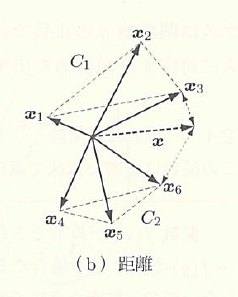 x₂
C₁
x₃
x₁
x
x₆
x₄
x₅
C₂
(b) 距離